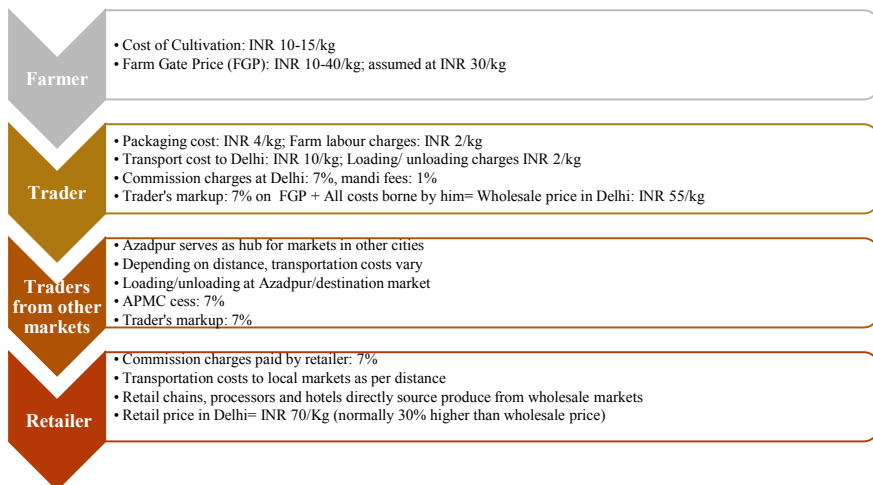 Farmer
• Cost of Cultivation: INR 10-15/kg
• Farm Gate Price (FGP): INR 10-40/kg; assumed at INR 30/kg
Trader
• Packaging cost: INR 4/kg; Farm labour charges: INR 2/kg
• Transport cost to Delhi: INR 10/kg; Loading/ unloading charges INR 2/kg
• Commission charges at Delhi: 7%, mandi fees: 1%
• Trader's markup: 7% on FGP + All costs borne by him= Wholesale price in Delhi: INR 55/kg
Traders
from other
markets
• Azadpur serves as hub for markets in other cities
• Depending on distance, transportation costs vary
• Loading/unloading at Azadpur/destination market
• APMC cess: 7%
• Trader's markup: 7%
Retailer
• Commission charges paid by retailer: 7%
• Transportation costs to local markets as per distance
• Retail chains, processors and hotels directly source produce from wholesale markets
• Retail price in Delhi= INR 70/Kg (normally 30% higher than wholesale price)